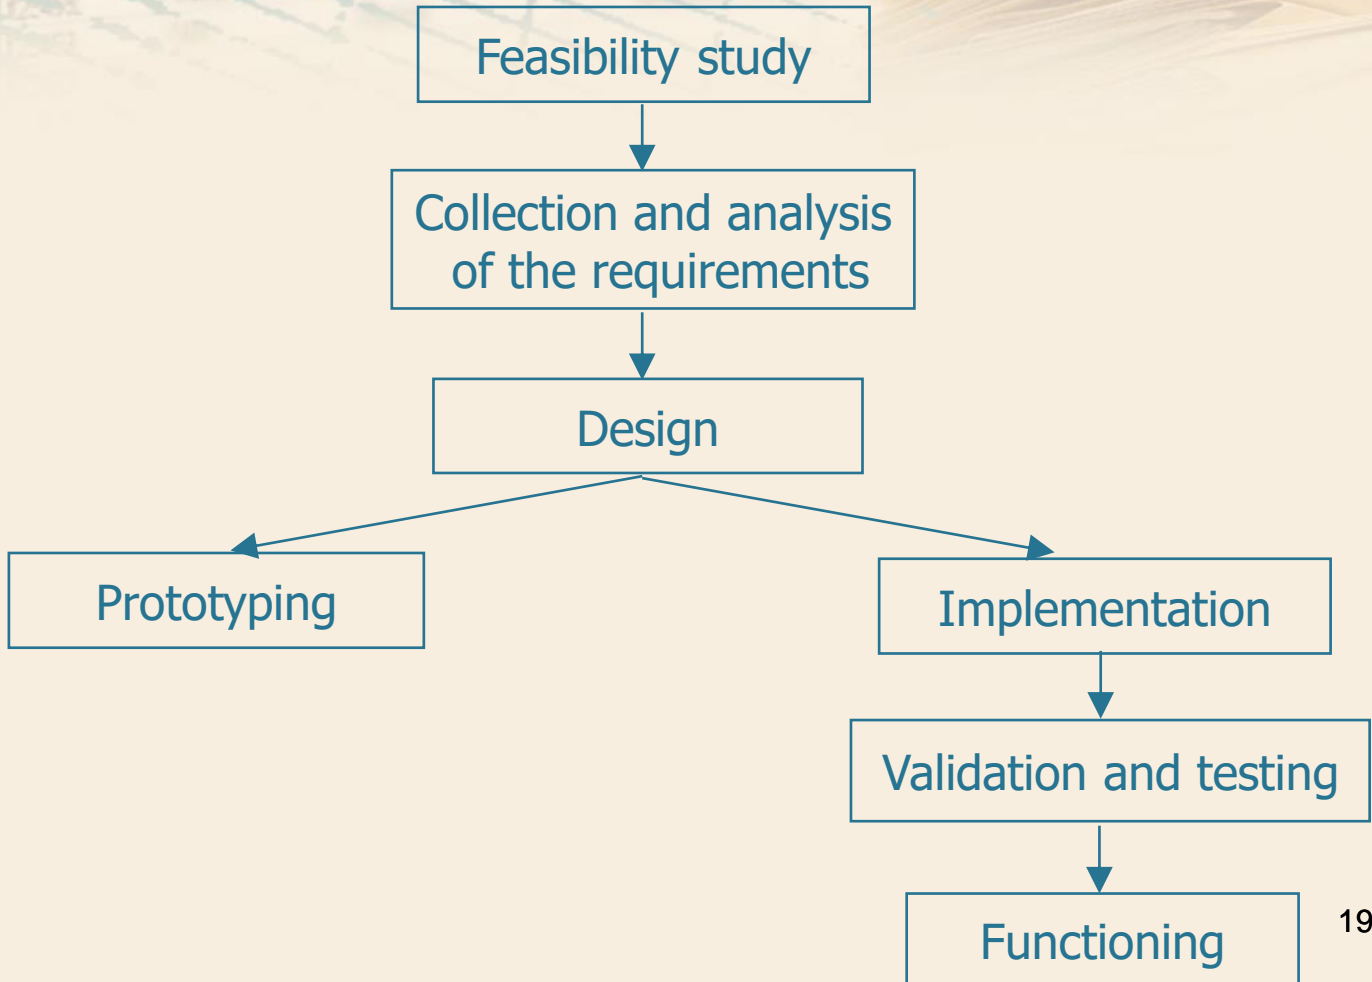 Feasibility study
Collection and analysis
of the requirements
Design
Prototyping
Implementation
Validation and testing
Functioning
19